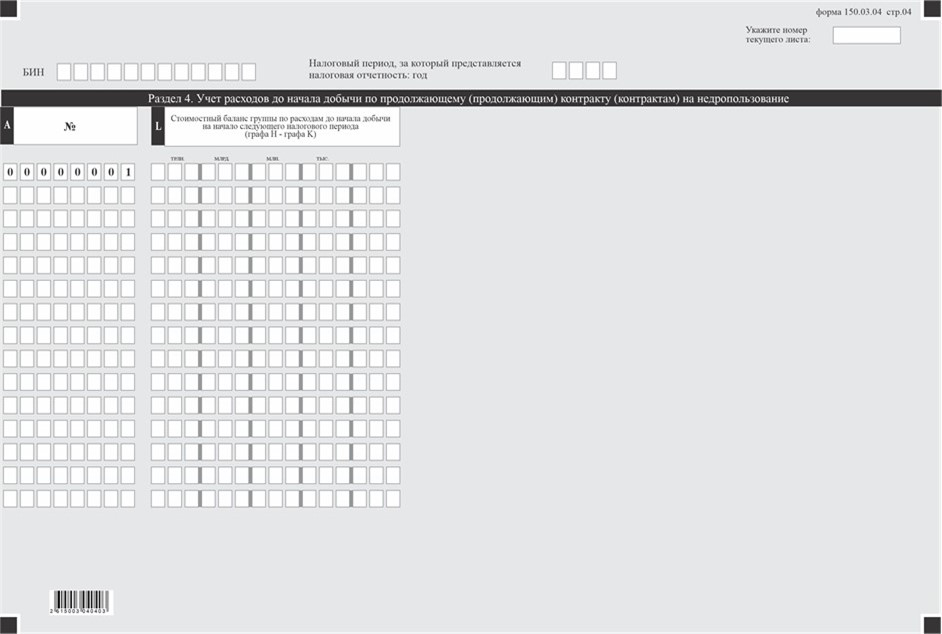 форма 150.03.04 стр.04
Укажите номер
текущего листа:
БИН
Налоговый период, за который представляется
налоговая отчетность: год
Раздел 4. Учет расходов до начала добычи по продолжающему (продолжающим) контракту (контрактам) на недропользование
A
№
L
Стоимостный баланс группы по расходам до начала добычи
на начало следующего налогового периода
(графа H - графа K)
трлн. млрд. млн. тыс.
0 0 0 0 0 0 0 1
2 615003 040403